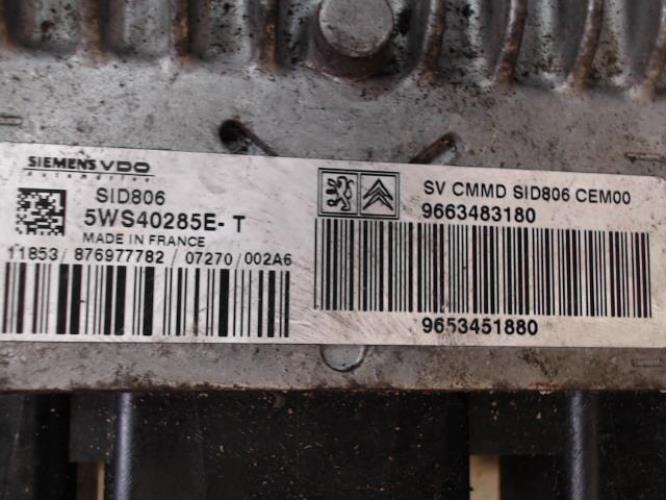 SIEMENS VDO
Automotive
SID806
5WS40285E-T
MADE IN FRANCE
11853 / 876977782 / 07270 / 002A6
SV CMMD SID806 CEM00
9663483180
9653451880